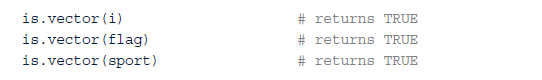 is.vector(i) # returns TRUE
is.vector(flag) # returns TRUE
is.vector(sport) # returns TRUE